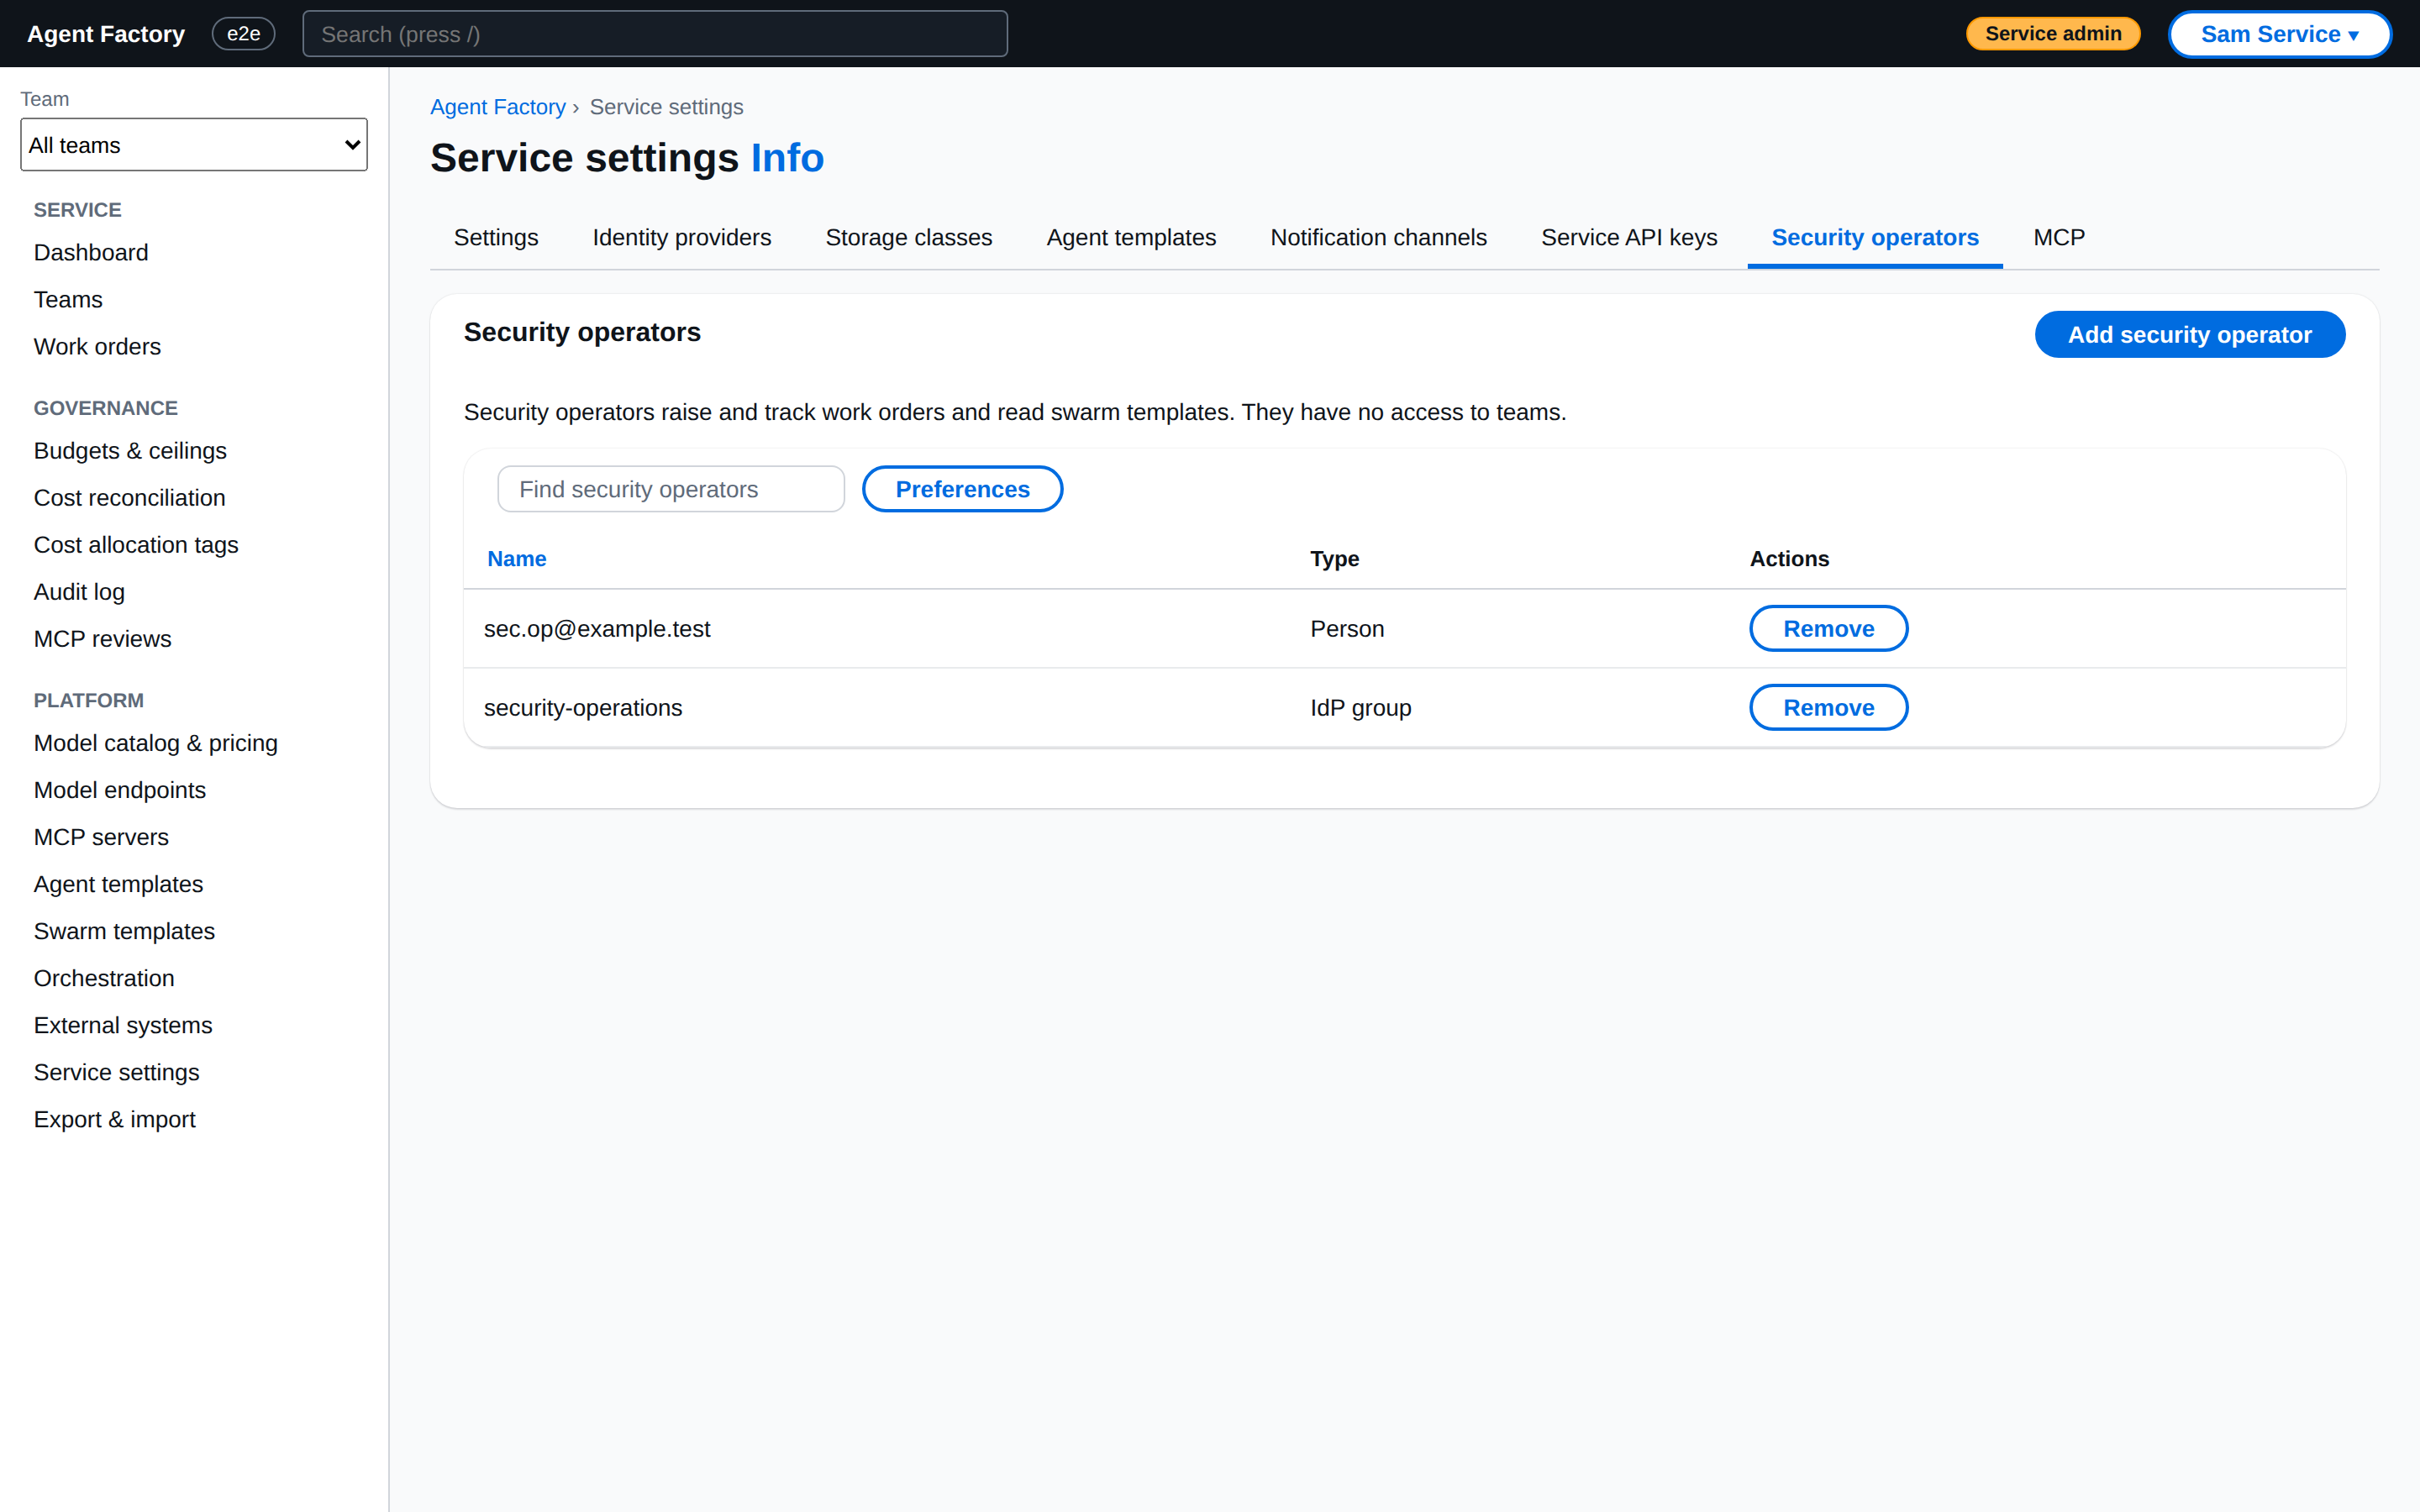 Agent Factory e2e Search (press /) Service admin Sam Service ▾
Team
All teams
SERVICE
Dashboard
Teams
Work orders
GOVERNANCE
Budgets & ceilings
Cost reconciliation
Cost allocation tags
Audit log
MCP reviews
PLATFORM
Model catalog & pricing
Model endpoints
MCP servers
Agent templates
Swarm templates
Orchestration
External systems
Service settings
Export & import
Agent Factory › Service settings
Service settings Info
Settings Identity providers Storage classes Agent templates Notification channels Service API keys Security operators MCP
Security operators Add security operator
Security operators raise and track work orders and read swarm templates. They have no access to teams.
Find security operators Preferences
Name Type Actions
sec.op@example.test Person Remove
security-operations IdP group Remove